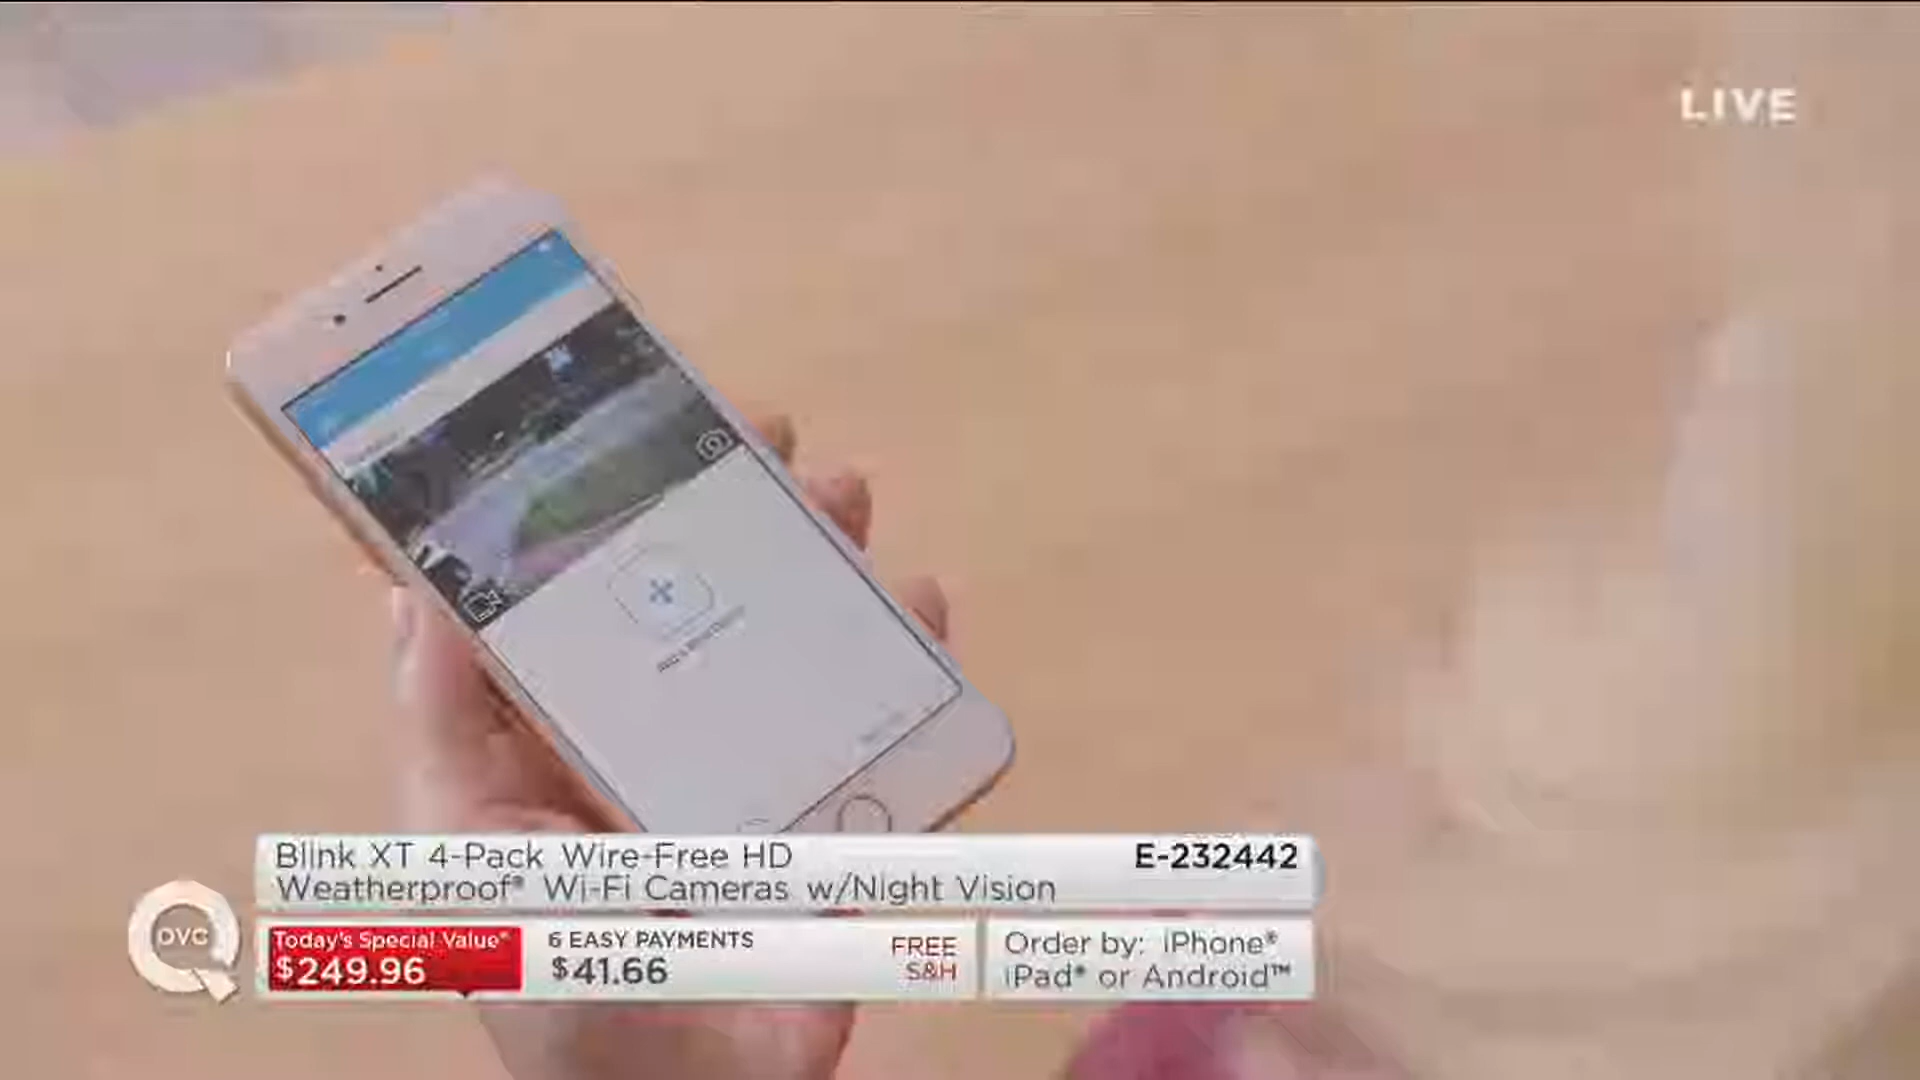 LIVE
Blink XT 4-Pack Wire-Free HD
E-232442
Weatherproof® Wi-Fi Cameras w/Night Vision
QVC
Today's Special Value®
$249.96
6 EASY PAYMENTS
$41.66
FREE
S&H
Order by: iPhone®
iPad® or Android™